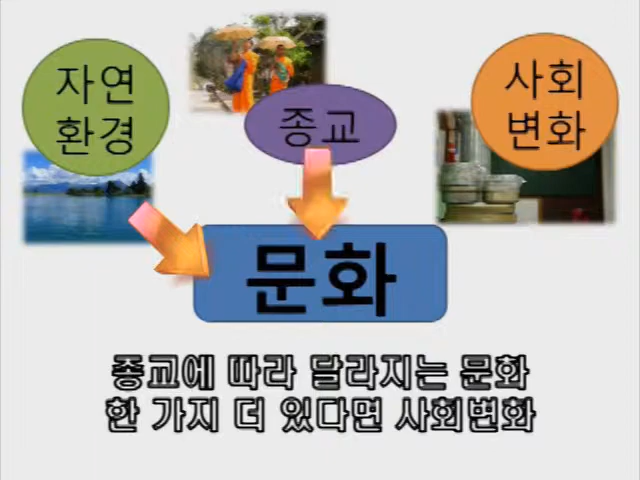 자연
환경
종교
사회
변화
문화
종교에 따라 달라지는 문화
한 가지 더 있다면 사회변화